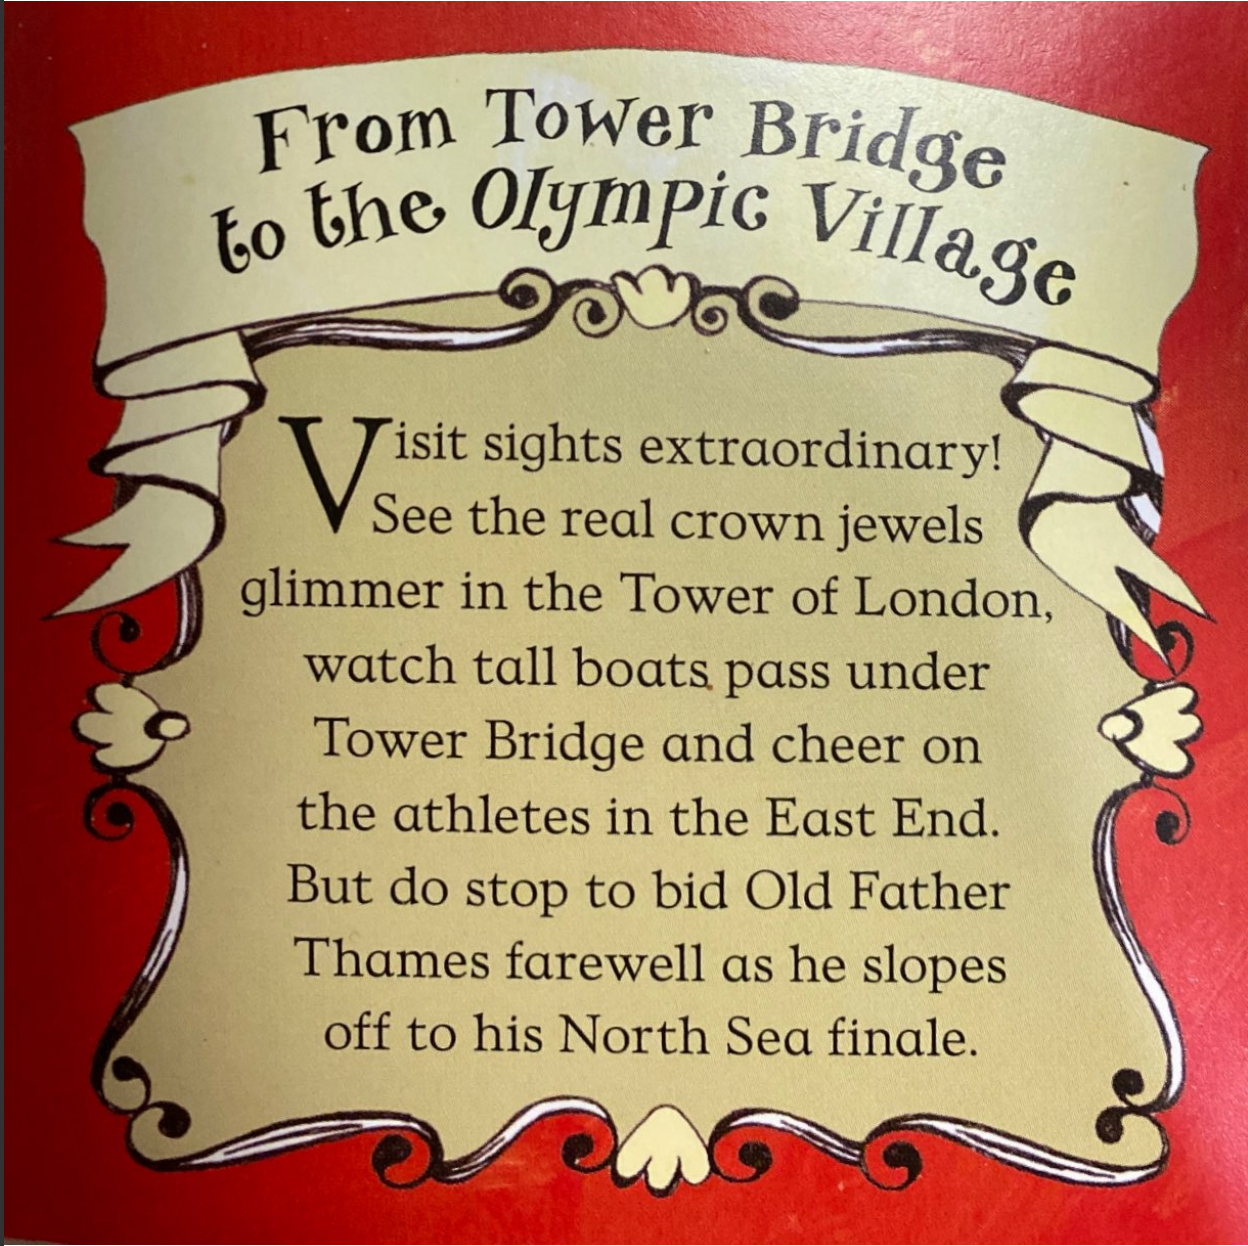 From Tower Bridge
to the Olympic Village
Visit sights extraordinary!
See the real crown jewels
glimmer in the Tower of London,
watch tall boats pass under
Tower Bridge and cheer on
the athletes in the East End.
But do stop to bid Old Father
Thames farewell as he slopes
off to his North Sea finale.